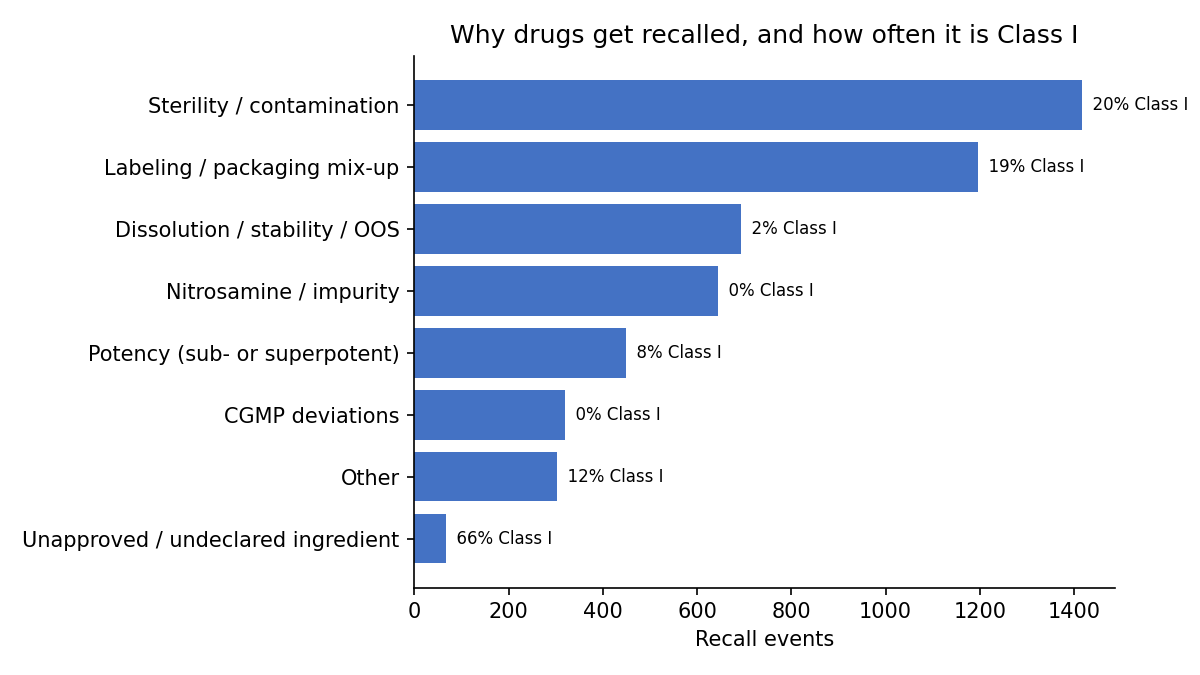 Why drugs get recalled, and how often it is Class I
Sterility / contamination
20% Class I
Labeling / packaging mix-up
19% Class I
Dissolution / stability / OOS
2% Class I
Nitrosamine / impurity
0% Class I
Potency (sub- or superpotent)
8% Class I
CGMP deviations
0% Class I
Other
12% Class I
Unapproved / undeclared ingredient
66% Class I
0 200 400 600 800 1000 1200 1400
Recall events